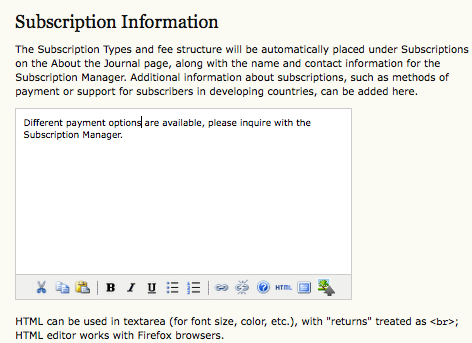 Subscription Information
The Subscription Types and fee structure will be automatically placed under Subscriptions
on the About the Journal page, along with the name and contact information for the
Subscription Manager. Additional information about subscriptions, such as methods of
payment or support for subscribers in developing countries, can be added here.
Different payment options are available, please inquire with the
Subscription Manager.
B I U HTML
HTML can be used in textarea (for font size, color, etc.), with "returns" treated as <br>;
HTML editor works with Firefox browsers.